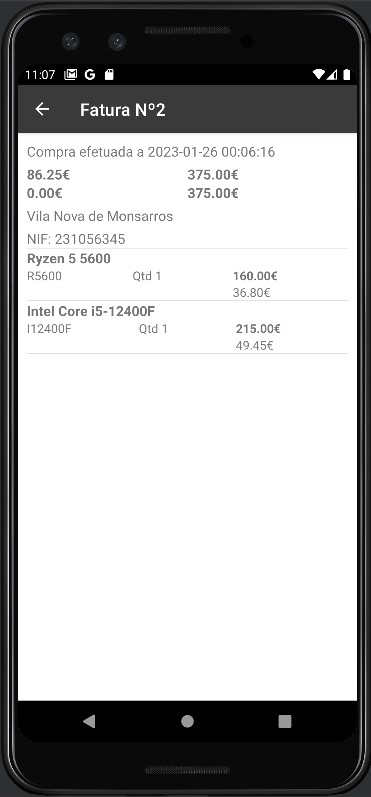 11:07
Fatura Nº2
Compra efetuada a 2023-01-26 00:06:16
86.25€ 375.00€
0.00€ 375.00€
Vila Nova de Monsarros
NIF: 231056345
Ryzen 5 5600
R5600 Qtd 1 160.00€
36.80€
Intel Core i5-12400F
I12400F Qtd 1 215.00€
49.45€